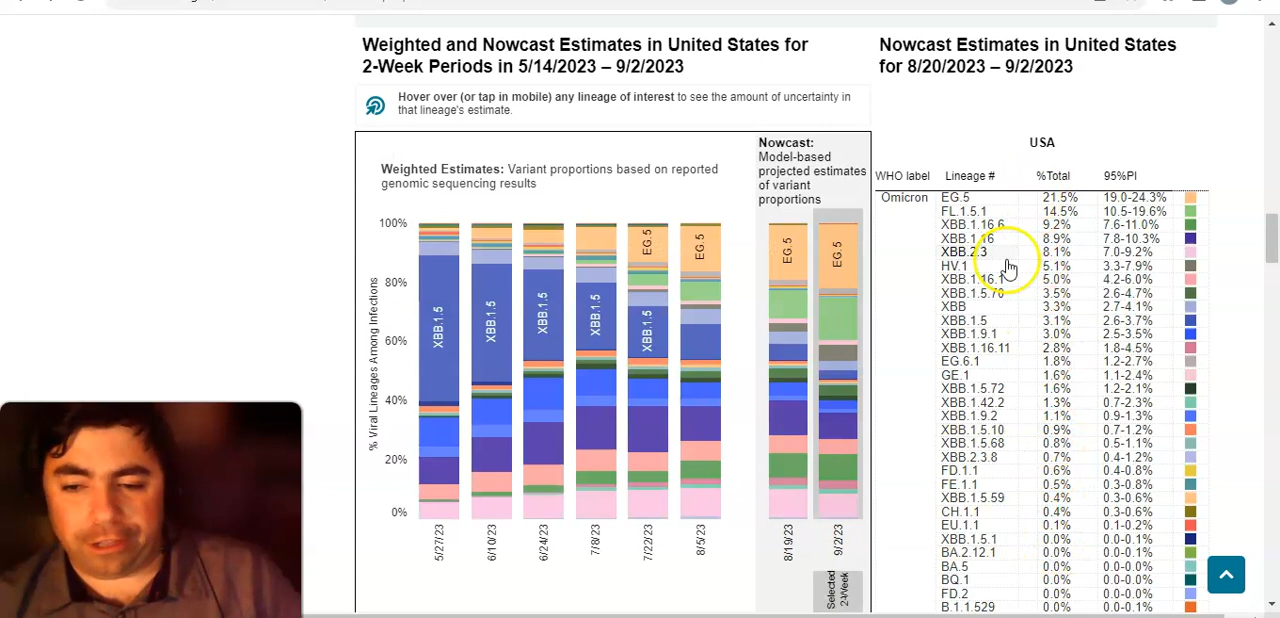 Weighted and Nowcast Estimates in United States for
2-Week Periods in 5/14/2023 – 9/2/2023
Nowcast Estimates in United States
for 8/20/2023 – 9/2/2023
Hover over (or tap in mobile) any lineage of interest to see the amount of uncertainty in
that lineage's estimate.
Weighted Estimates: Variant proportions based on reported
genomic sequencing results
Nowcast:
Model-based
projected estimates
of variant
proportions
% Viral Lineages Among Infections
100%
80%
60%
40%
20%
0%
XBB.1.5
XBB.1.5
XBB.1.5
XBB.1.5
EG.5
XBB.1.5
EG.5
EG.5
EG.5
5/27/23
6/10/23
6/24/23
7/8/23
7/22/23
8/5/23
8/19/23
9/2/23
Selected
2-Week
USA
WHO label Lineage # %Total 95%PI
Omicron EG.5 21.5% 19.0-24.3%
FL.1.5.1 14.5% 10.5-19.6%
XBB.1.16.6 9.2% 7.6-11.0%
XBB.1.16 8.9% 7.8-10.3%
XBB.2.3 8.1% 7.0-9.2%
HV.1 5.1% 3.3-7.9%
XBB.1.16.1 5.0% 4.2-6.0%
XBB.1.5.70 3.5% 2.6-4.7%
XBB 3.3% 2.7-4.1%
XBB.1.5 3.1% 2.6-3.7%
XBB.1.9.1 3.0% 2.5-3.5%
XBB.1.16.11 2.8% 1.8-4.5%
EG.6.1 1.8% 1.2-2.7%
GE.1 1.6% 1.1-2.4%
XBB.1.5.72 1.6% 1.2-2.1%
XBB.1.42.2 1.3% 0.7-2.3%
XBB.1.9.2 1.1% 0.9-1.3%
XBB.1.5.10 0.9% 0.7-1.2%
XBB.1.5.68 0.8% 0.5-1.1%
XBB.2.3.8 0.7% 0.4-1.2%
FD.1.1 0.6% 0.4-0.8%
FE.1.1 0.5% 0.3-0.8%
XBB.1.5.59 0.4% 0.3-0.6%
CH.1.1 0.4% 0.3-0.6%
EU.1.1 0.1% 0.1-0.2%
XBB.1.5.1 0.0% 0.0-0.1%
BA.2.12.1 0.0% 0.0-0.1%
BA.5 0.0% 0.0-0.0%
BQ.1 0.0% 0.0-0.0%
FD.2 0.0% 0.0-0.0%
B.1.1.529 0.0% 0.0-0.1%